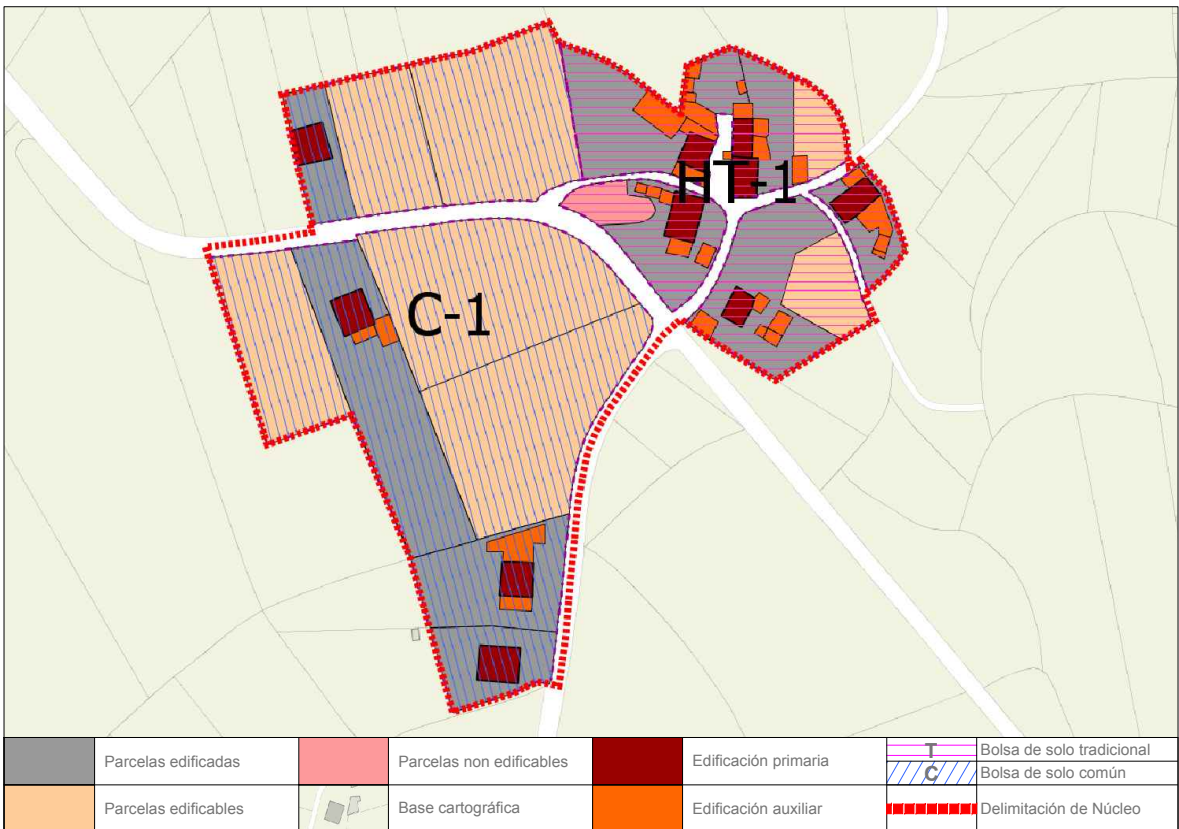 HT-1
C-1
Parcelas edificadas
Parcelas non edificables
Edificación primaria
T
Bolsa de solo tradicional
C
Bolsa de solo común
Parcelas edificables
Base cartográfica
Edificación auxiliar
Delimitación de Núcleo